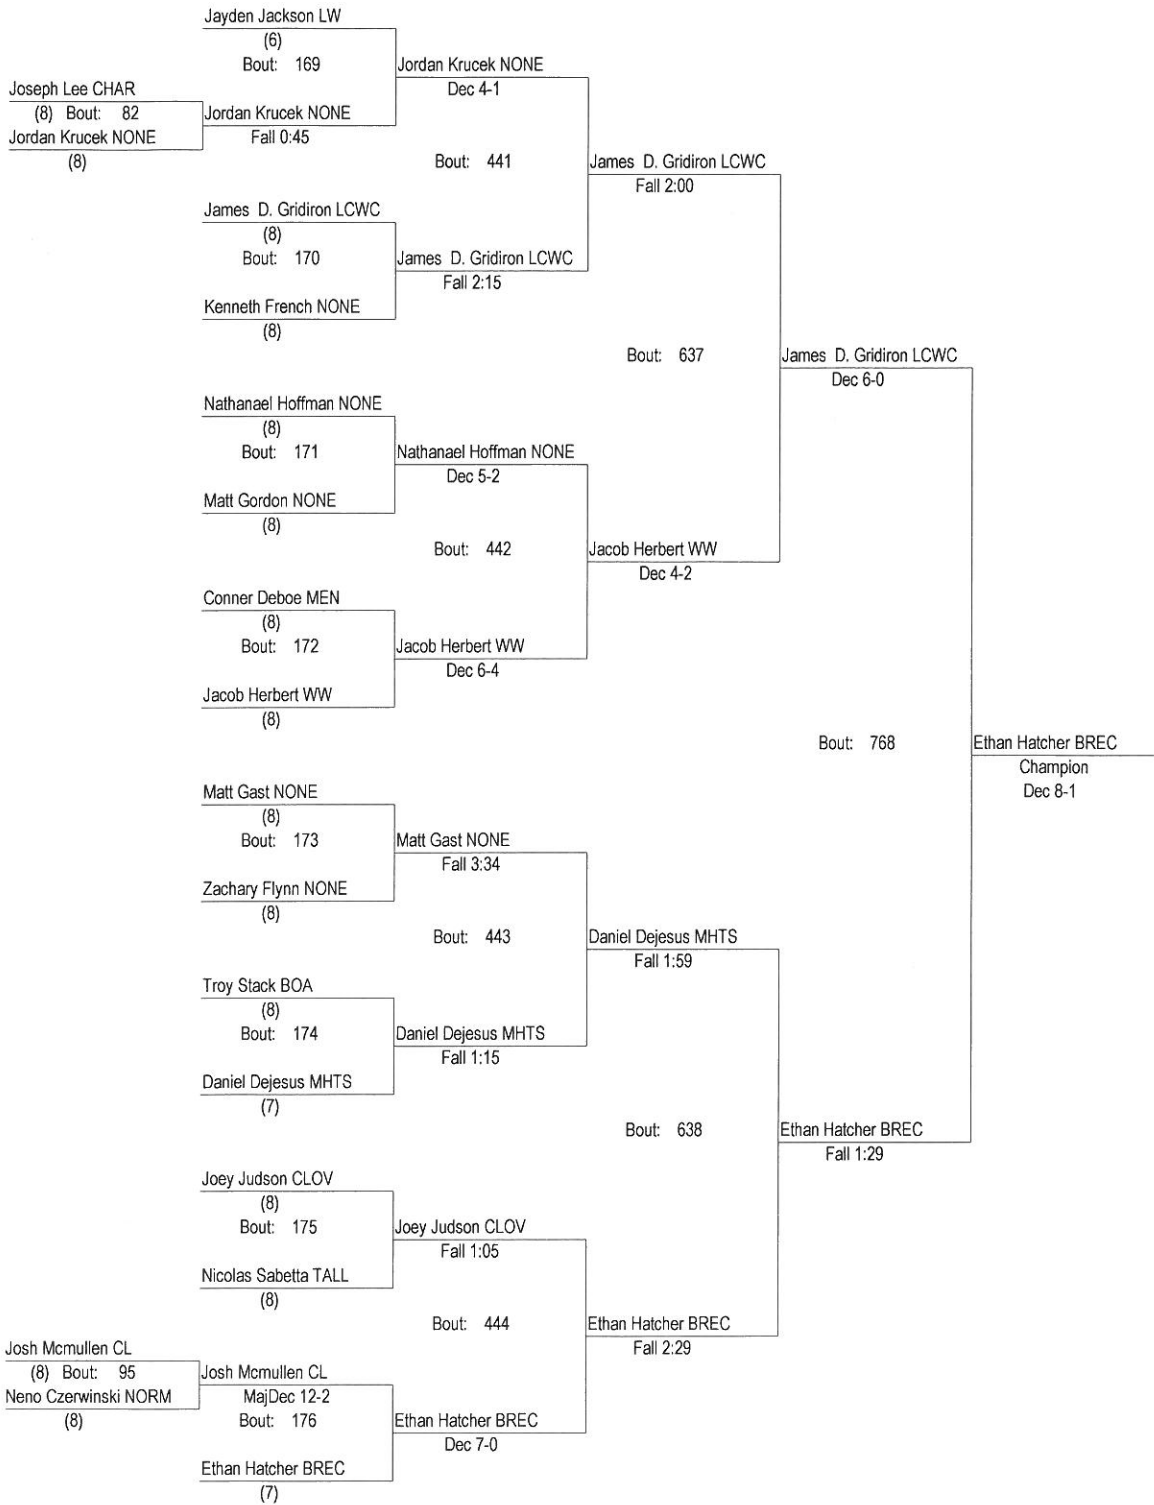 Jayden Jackson LW
(6)
Bout: 169
Jordan Krucek NONE
Dec 4-1
Joseph Lee CHAR
(8) Bout: 82
Jordan Krucek NONE
(8)
Jordan Krucek NONE
Fall 0:45
Bout: 441
James D. Gridiron LCWC
Fall 2:00
James D. Gridiron LCWC
(8)
Bout: 170
James D. Gridiron LCWC
Fall 2:15
Kenneth French NONE
(8)
Bout: 637
James D. Gridiron LCWC
Dec 6-0
Nathanael Hoffman NONE
(8)
Bout: 171
Nathanael Hoffman NONE
Dec 5-2
Matt Gordon NONE
(8)
Bout: 442
Jacob Herbert WW
Dec 4-2
Conner Deboe MEN
(8)
Bout: 172
Jacob Herbert WW
Dec 6-4
Jacob Herbert WW
(8)
Bout: 768
Ethan Hatcher BREC
Champion
Dec 8-1
Matt Gast NONE
(8)
Bout: 173
Matt Gast NONE
Fall 3:34
Zachary Flynn NONE
(8)
Bout: 443
Daniel Dejesus MHTS
Fall 1:59
Troy Stack BOA
(8)
Bout: 174
Daniel Dejesus MHTS
Fall 1:15
Daniel Dejesus MHTS
(7)
Bout: 638
Ethan Hatcher BREC
Fall 1:29
Joey Judson CLOV
(8)
Bout: 175
Joey Judson CLOV
Fall 1:05
Nicolas Sabetta TALL
(8)
Bout: 444
Ethan Hatcher BREC
Fall 2:29
Josh Mcmullen CL
(8) Bout: 95
Neno Czerwinski NORM
(8)
Josh Mcmullen CL
MajDec 12-2
Bout: 176
Ethan Hatcher BREC
Dec 7-0
Ethan Hatcher BREC
(7)